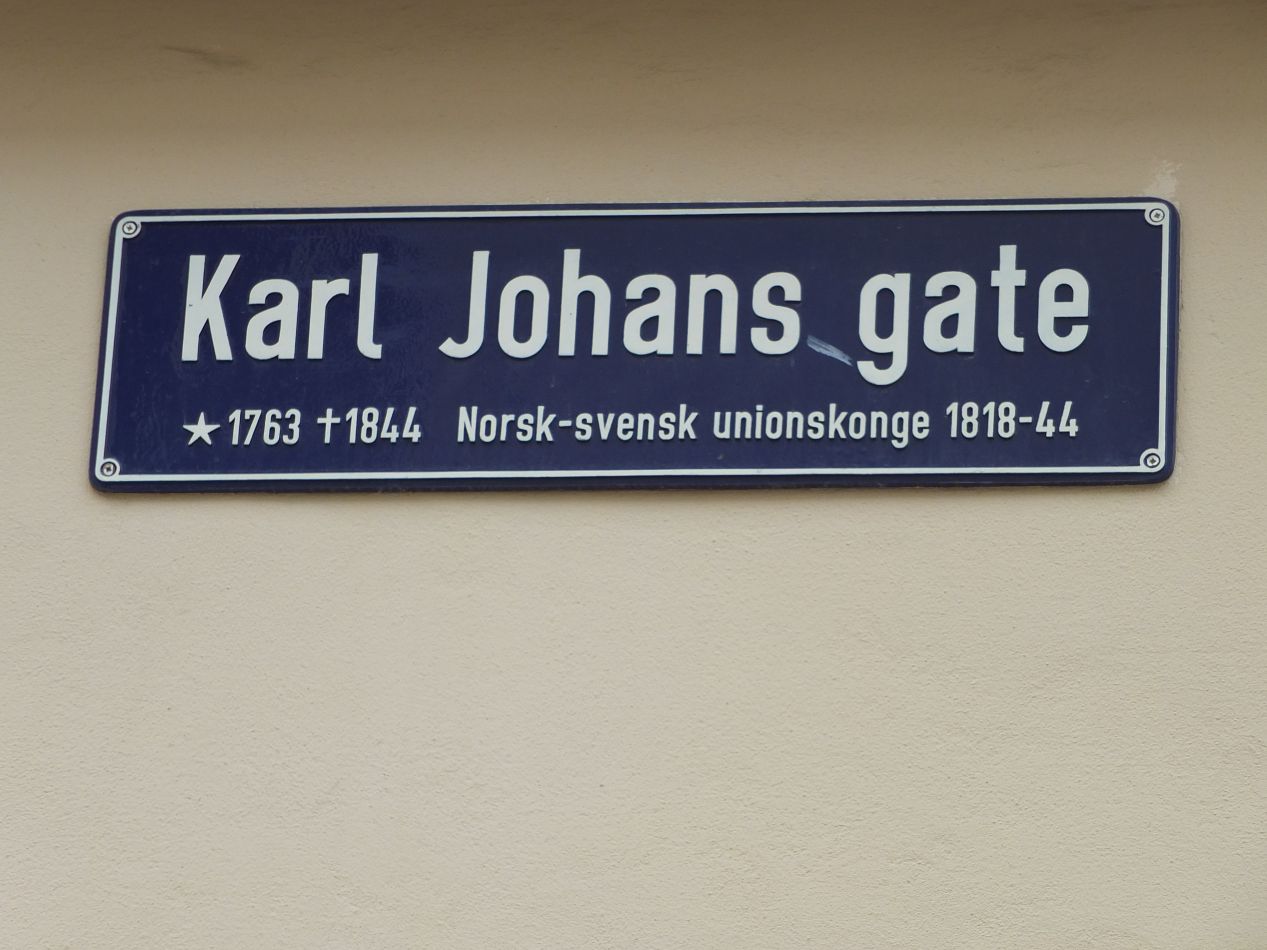 Karl Johans gate
★ 1763 †1844 Norsk-svensk unionskonge 1818-44